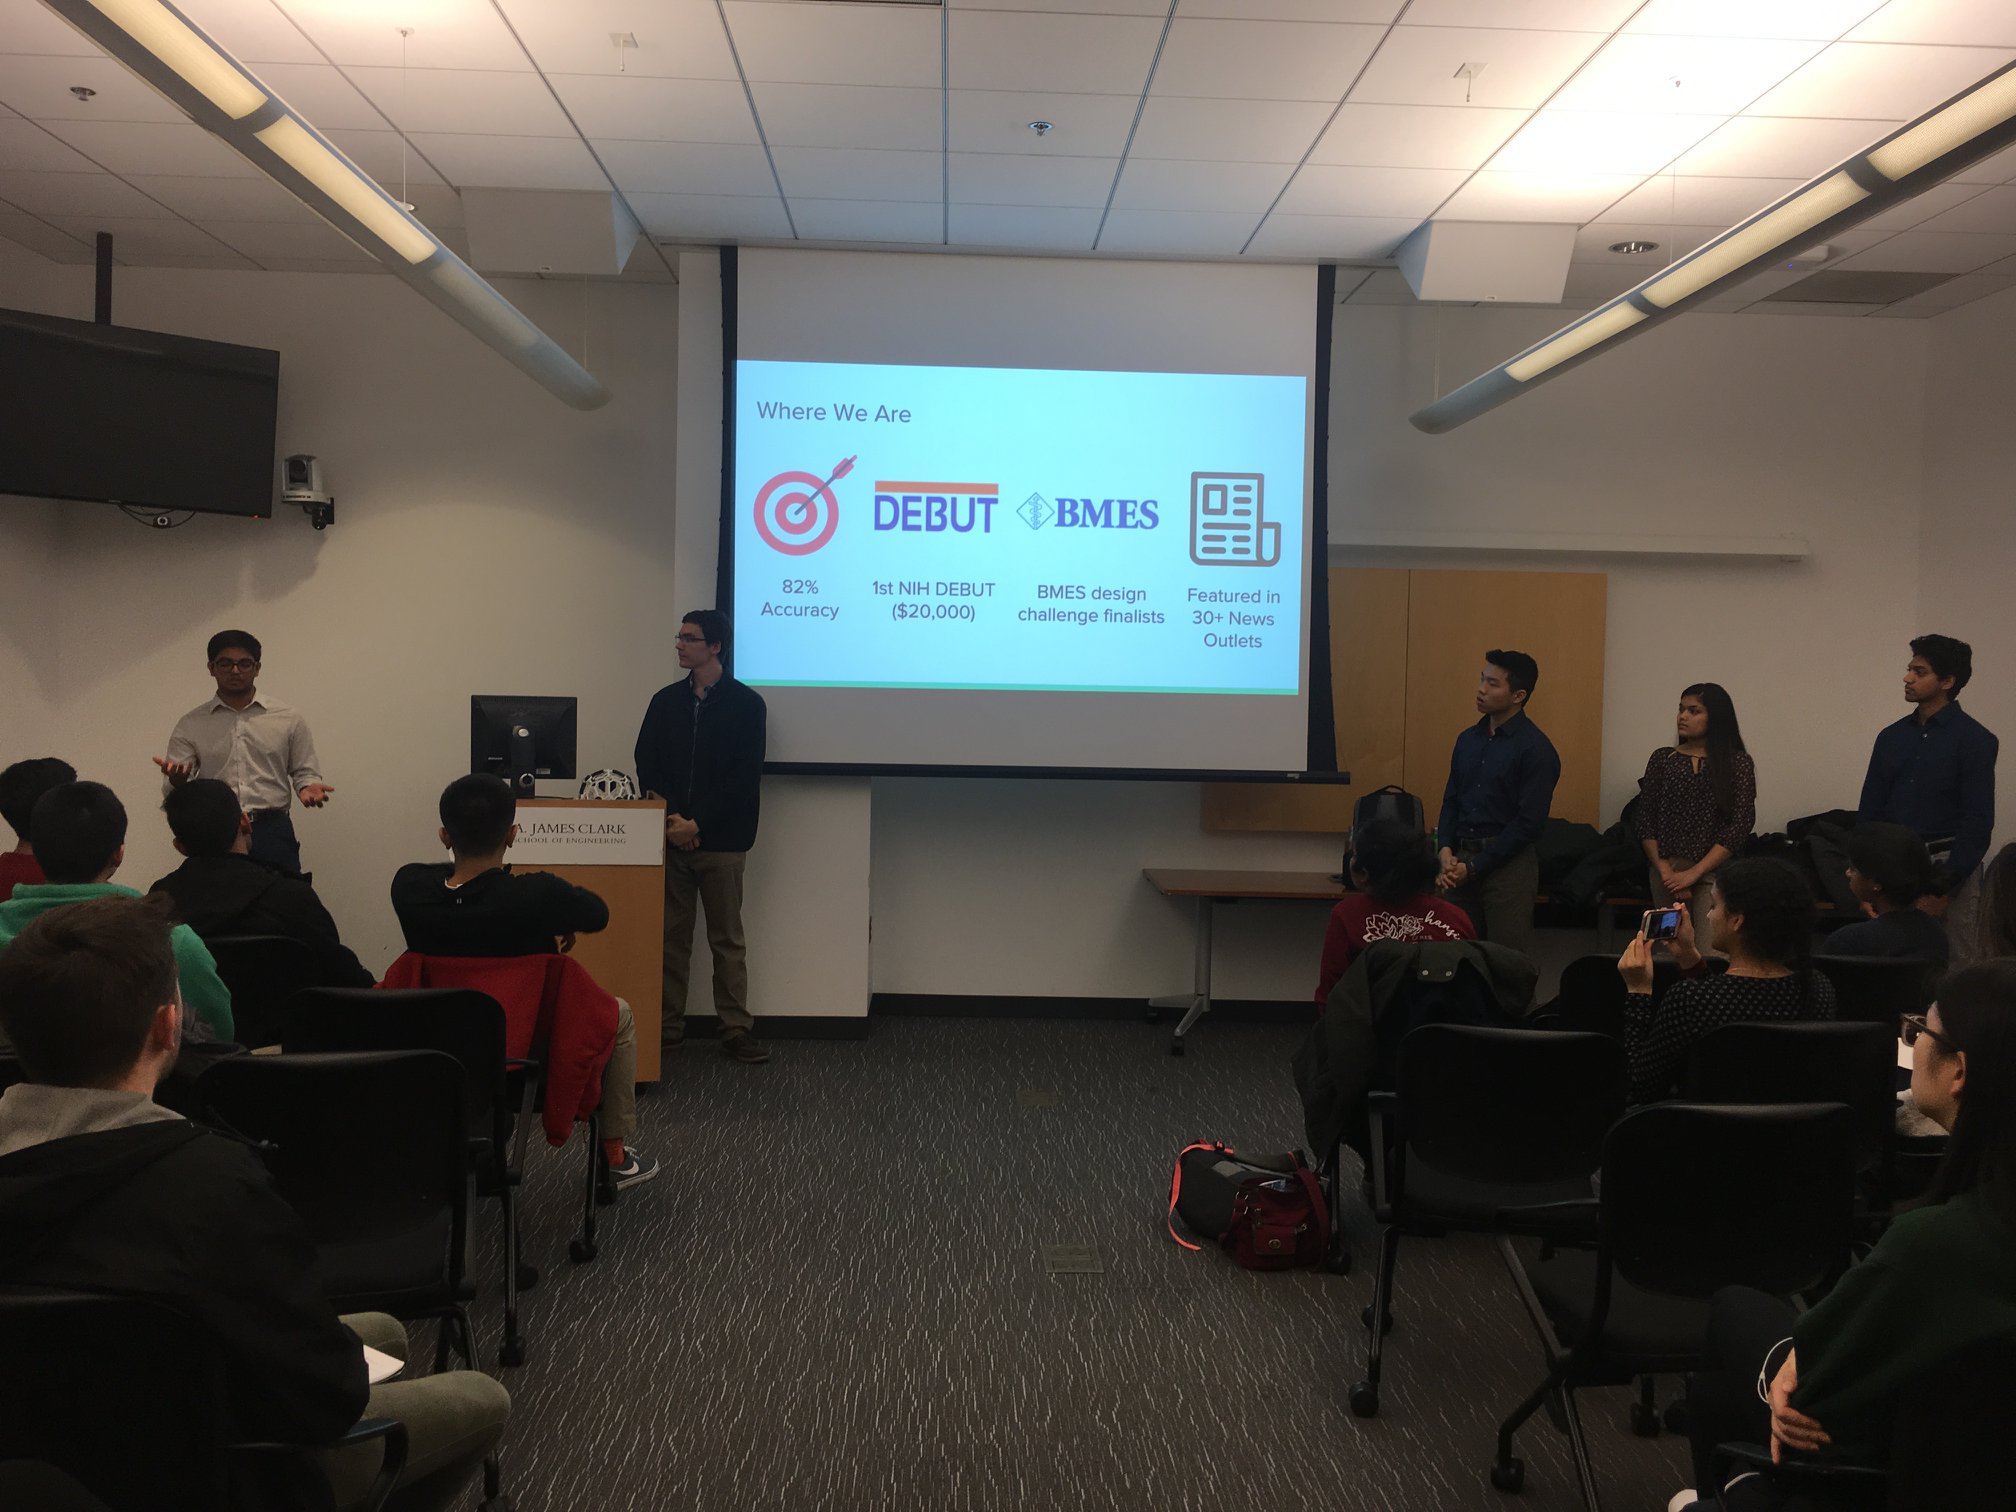 Where We Are
DEBUT
BMES
82%
Accuracy
1st NIH DEBUT
($20,000)
BMES design
challenge finalists
Featured in
30+ News
Outlets
A. JAMES CLARK
SCHOOL OF ENGINEERING